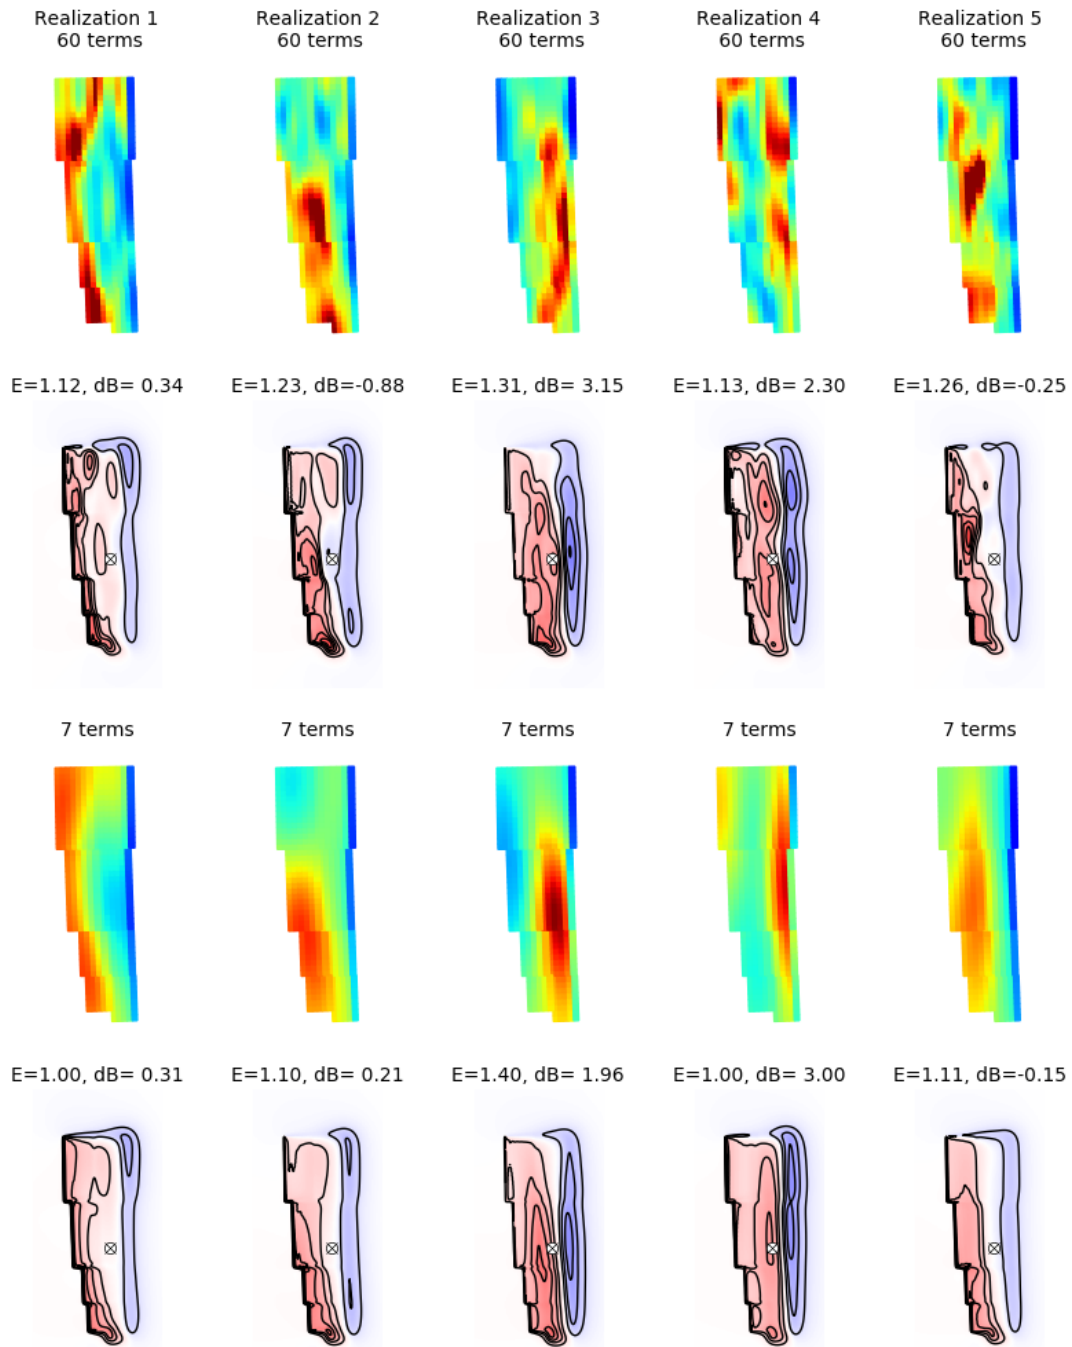 Realization 1
60 terms
Realization 2
60 terms
Realization 3
60 terms
Realization 4
60 terms
Realization 5
60 terms
E=1.12, dB= 0.34
E=1.23, dB=-0.88
E=1.31, dB= 3.15
E=1.13, dB= 2.30
E=1.26, dB=-0.25
7 terms
7 terms
7 terms
7 terms
7 terms
E=1.00, dB= 0.31
E=1.10, dB= 0.21
E=1.40, dB= 1.96
E=1.00, dB= 3.00
E=1.11, dB=-0.15